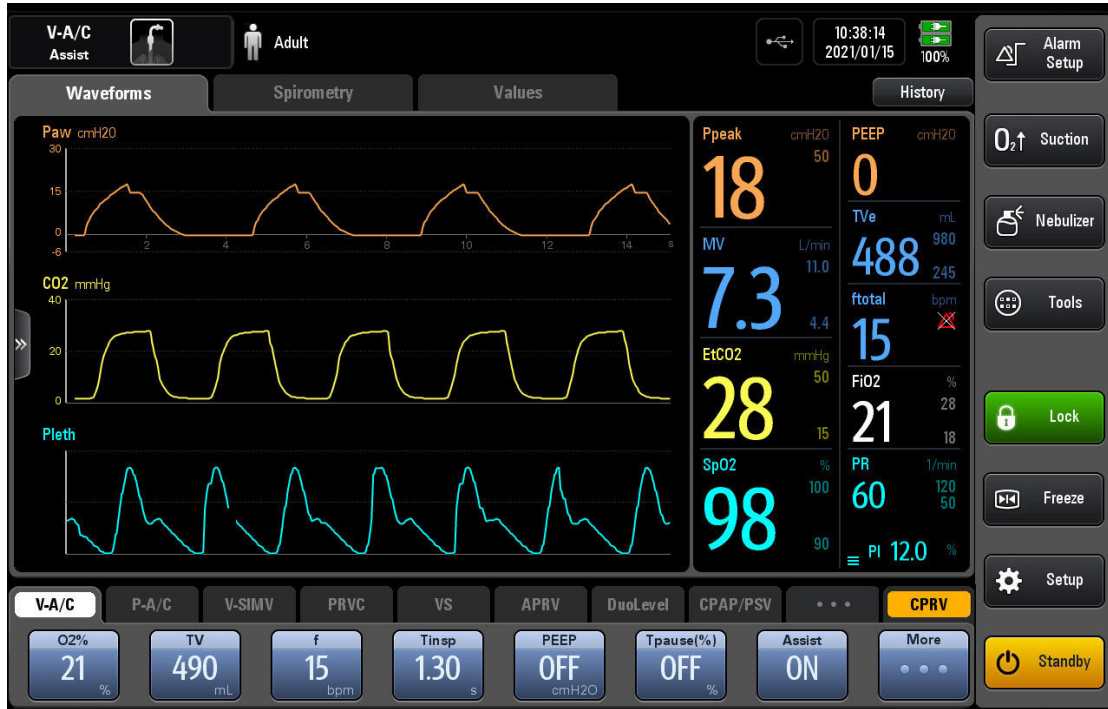 V-A/C
Assist
Adult
10:38:14
2021/01/15
100%
Alarm
Setup
Waveforms
Spirometry
Values
History
Paw cmH2O
30
15
0
-6
2 4 6 8 10 12 14 s
CO2 mmHg
40
20
0
Pleth
Ppeak cmH2O
50
18
PEEP cmH2O
0
MV L/min
11.0
7.3
4.4
TVe mL
980
488
245
ftotal bpm
15
EtCO2 mmHg
50
28
15
FiO2 %
28
21
18
SpO2 %
100
98
90
PR 1/min
120
60
50
PI 12.0 %
O2↑ Suction
Nebulizer
Tools
Lock
Freeze
Setup
Standby
V-A/C P-A/C V-SIMV PRVC VS APRV DuoLevel CPAP/PSV ••• CPRV
O2%
21
%
TV
490
mL
f
15
bpm
Tinsp
1.30
s
PEEP
OFF
cmH2O
Tpause(%)
OFF
%
Assist
ON
More
•••